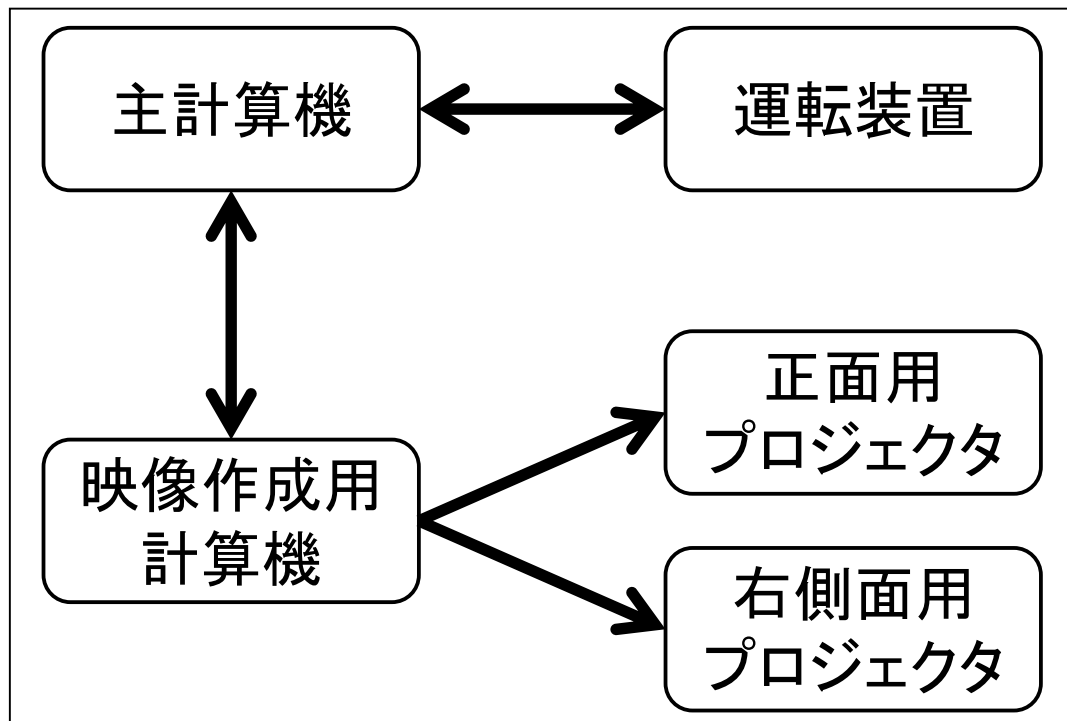 主計算機
運転装置
正面用
プロジェクタ
映像作成用
計算機
右側面用
プロジェクタ